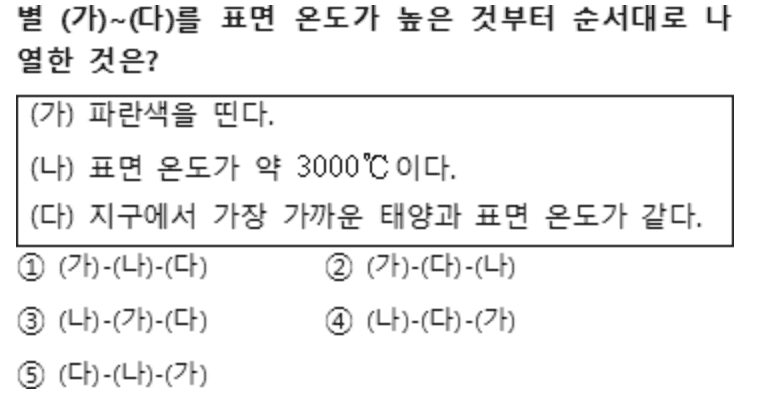 별 (가)~(다)를 표면 온도가 높은 것부터 순서대로 나
열한 것은?
(가) 파란색을 띤다.
(나) 표면 온도가 약 3000℃이다.
(다) 지구에서 가장 가까운 태양과 표면 온도가 같다.
① (가)-(나)-(다) ② (가)-(다)-(나)
③ (나)-(가)-(다) ④ (나)-(다)-(가)
⑤ (다)-(나)-(가)